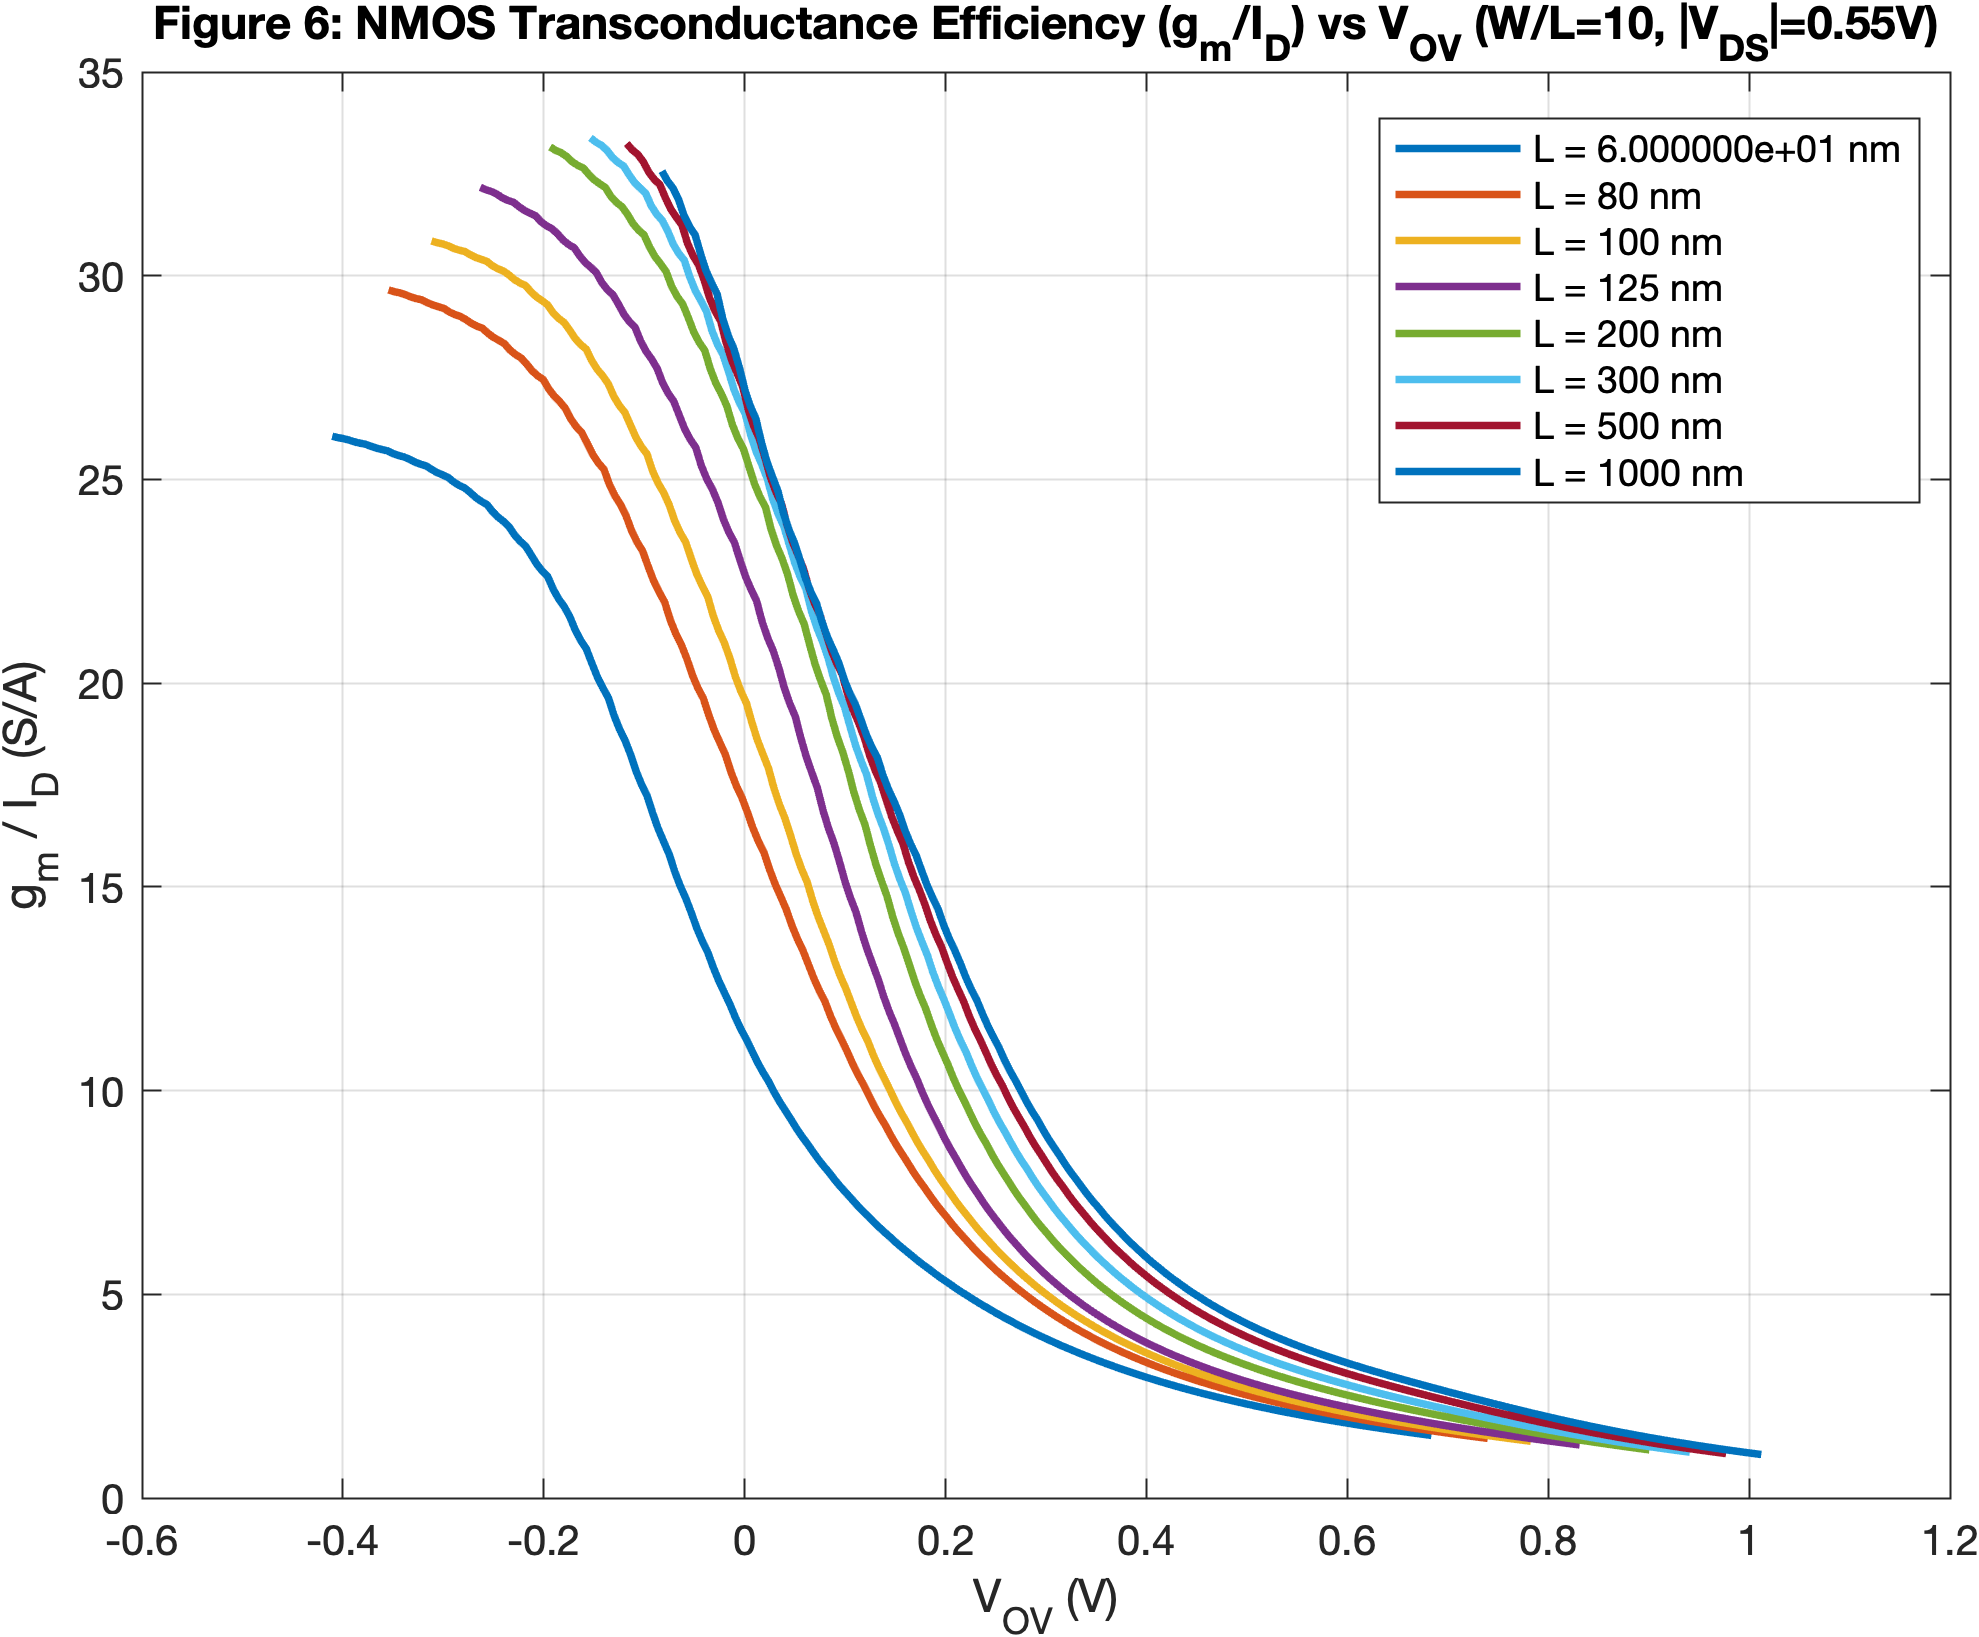 Figure 6: NMOS Transconductance Efficiency (gm/ID) vs VOV (W/L=10, |VDS|=0.55V)
35
30
25
20
15
10
5
0
gm / ID (S/A)
L = 6.000000e+01 nm
L = 80 nm
L = 100 nm
L = 125 nm
L = 200 nm
L = 300 nm
L = 500 nm
L = 1000 nm
-0.6 -0.4 -0.2 0 0.2 0.4 0.6 0.8 1 1.2
VOV (V)